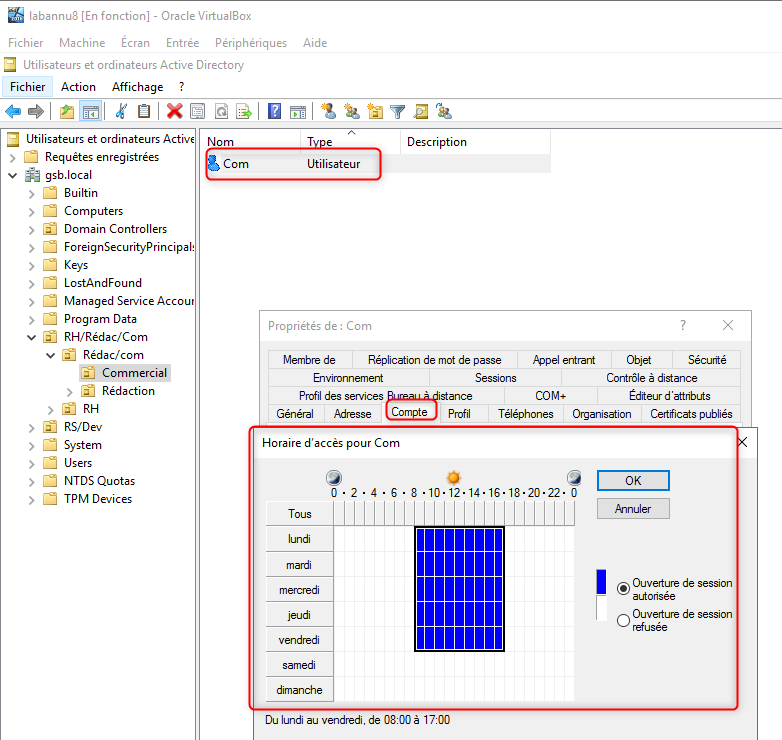 labannu8 [En fonction] - Oracle VirtualBox
Fichier Machine Écran Entrée Périphériques Aide
Utilisateurs et ordinateurs Active Directory
Fichier Action Affichage ?
Utilisateurs et ordinateurs Active
Requêtes enregistrées
gsb.local
Builtin
Computers
Domain Controllers
ForeignSecurityPrincipals
Keys
LostAndFound
Managed Service Accour
Program Data
RH/Rédac/Com
Rédac/com
Commercial
Rédaction
RH
RS/Dev
System
Users
NTDS Quotas
TPM Devices
Nom Type Description
Com Utilisateur
Propriétés de : Com ?
Membre de Réplication de mot de passe Appel entrant Objet Sécurité
Environnement Sessions Contrôle à distance
Profil des services Bureau à distance COM+ Éditeur d'attributs
Général Adresse Compte Profil Téléphones Organisation Certificats publiés
Horaire d'accès pour Com
0 · 2 · 4 · 6 · 8 · 10 · 12 · 14 · 16 · 18 · 20 · 22 · 0
Tous
lundi
mardi
mercredi
jeudi
vendredi
samedi
dimanche
OK
Annuler
Ouverture de session
autorisée
Ouverture de session
refusée
Du lundi au vendredi, de 08:00 à 17:00